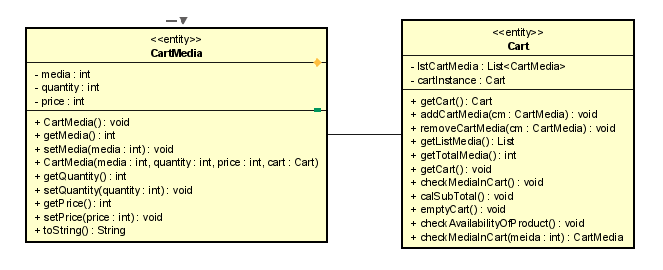 <<entity>>
CartMedia
- media : int
- quantity : int
- price : int
+ CartMedia() : void
+ getMedia() : int
+ setMedia(media : int) : void
+ CartMedia(media : int, quantity : int, price : int, cart : Cart)
+ getQuantity() : int
+ setQuantity(quantity : int) : void
+ getPrice() : int
+ setPrice(price : int) : void
+ toString() : String
<<entity>>
Cart
- lstCartMedia : List<CartMedia>
- cartInstance : Cart
+ getCart() : Cart
+ addCartMedia(cm : CartMedia) : void
+ removeCartMedia(cm : CartMedia) : void
+ getListMedia() : List
+ getTotalMedia() : int
+ getCart() : void
+ checkMediaInCart() : void
+ calSubTotal() : void
+ emptyCart() : void
+ checkAvailabilityOfProduct() : void
+ checkMediaInCart(meida : int) : CartMedia